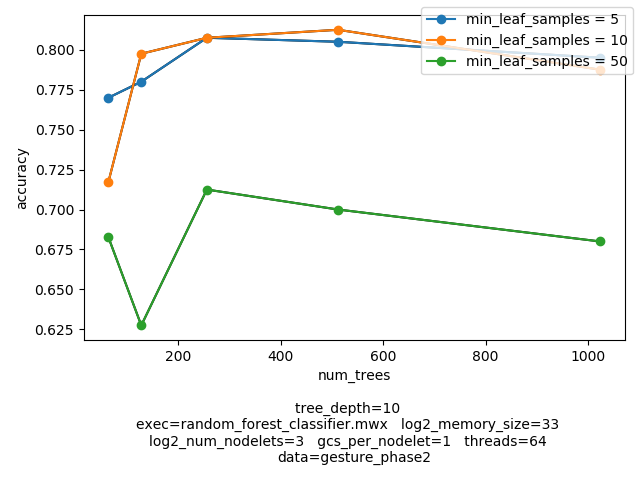 min_leaf_samples = 5
min_leaf_samples = 10
min_leaf_samples = 50
0.800
0.775
0.750
0.725
0.700
0.675
0.650
0.625
accuracy
200 400 600 800 1000
num_trees
tree_depth=10
exec=random_forest_classifier.mwx log2_memory_size=33
log2_num_nodelets=3 gcs_per_nodelet=1 threads=64
data=gesture_phase2